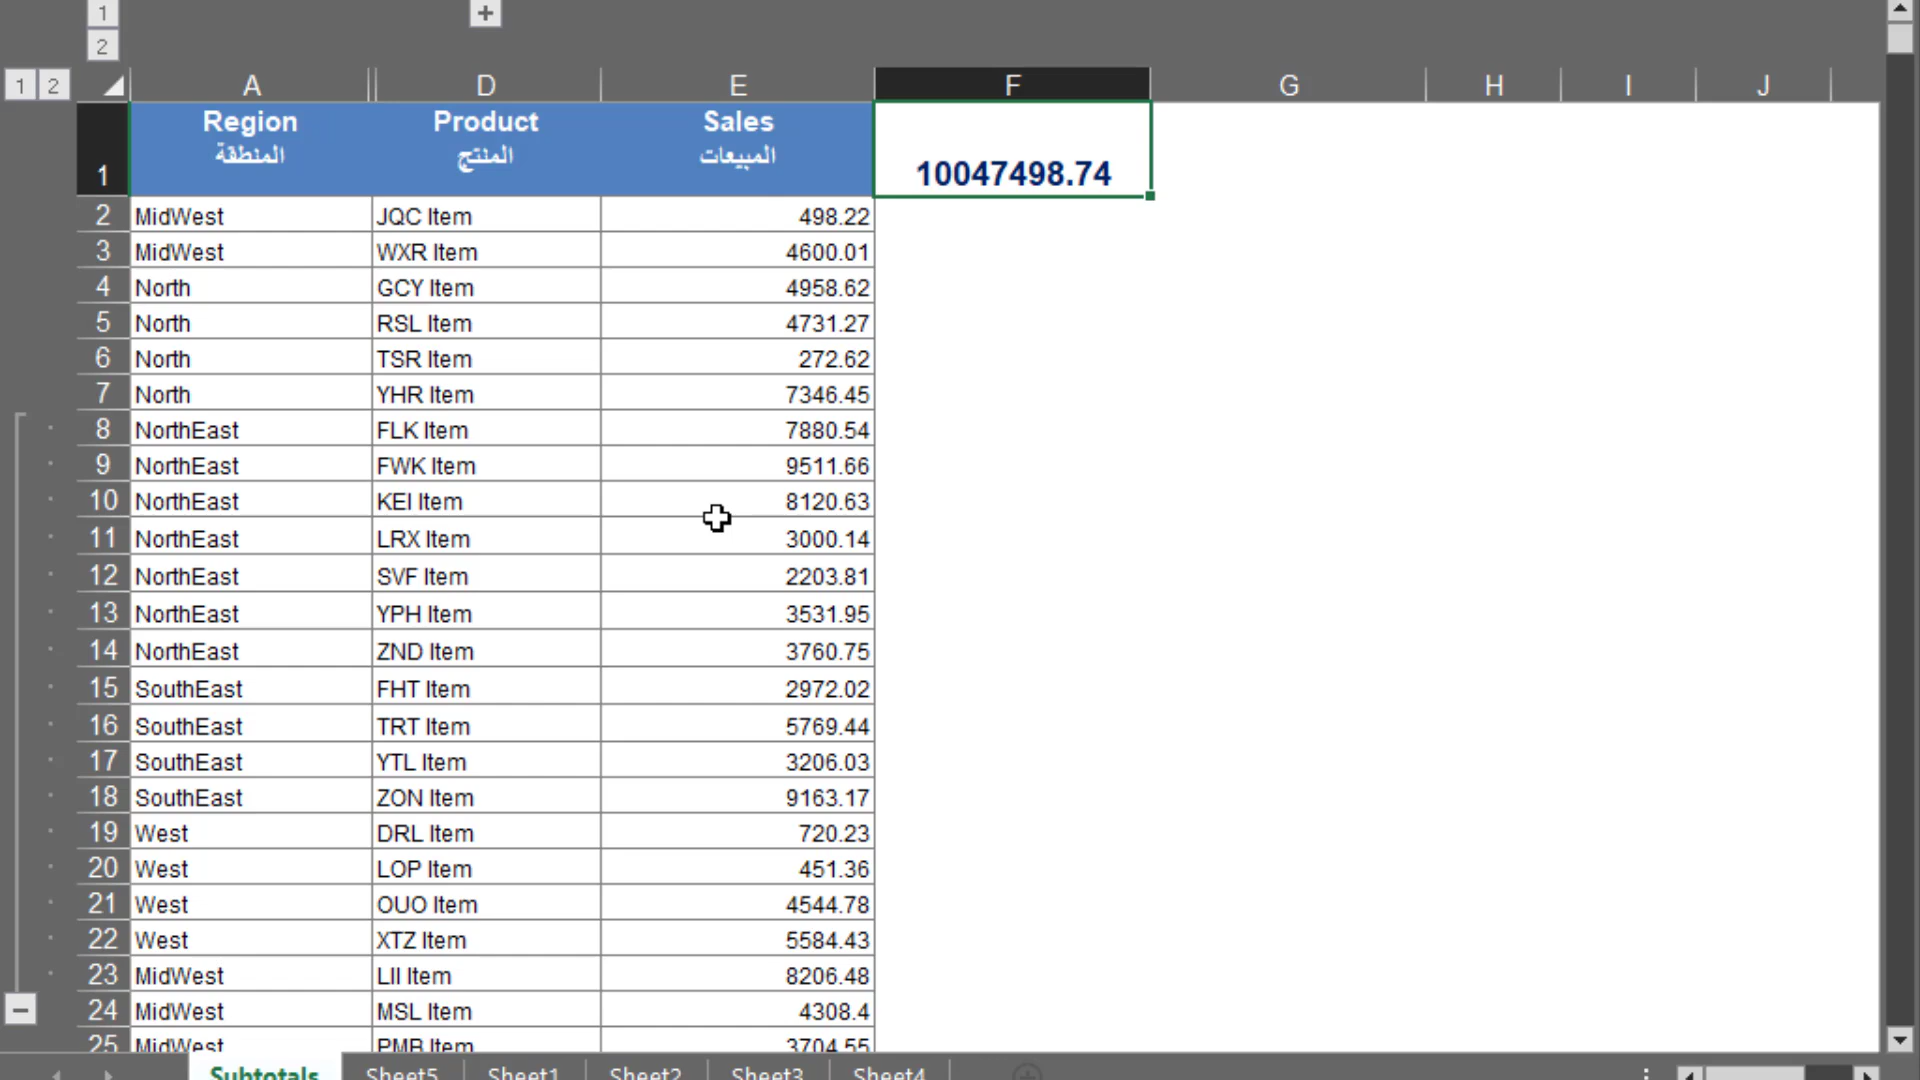 1
2
1 2 A D E F G H I J
Region Product Sales
المنطقة المنتج المبيعات
1 10047498.74
2 MidWest JQC Item 498.22
3 MidWest WXR Item 4600.01
4 North GCY Item 4958.62
5 North RSL Item 4731.27
6 North TSR Item 272.62
7 North YHR Item 7346.45
8 NorthEast FLK Item 7880.54
9 NorthEast FWK Item 9511.66
10 NorthEast KEI Item 8120.63
11 NorthEast LRX Item 3000.14
12 NorthEast SVF Item 2203.81
13 NorthEast YPH Item 3531.95
14 NorthEast ZND Item 3760.75
15 SouthEast FHT Item 2972.02
16 SouthEast TRT Item 5769.44
17 SouthEast YTL Item 3206.03
18 SouthEast ZON Item 9163.17
19 West DRL Item 720.23
20 West LOP Item 451.36
21 West OUO Item 4544.78
22 West XTZ Item 5584.43
23 MidWest LII Item 8206.48
24 MidWest MSL Item 4308.4
25 MidWest PMB Item 3704.55
Subtotals Sheet5 Sheet1 Sheet2 Sheet3 Sheet4